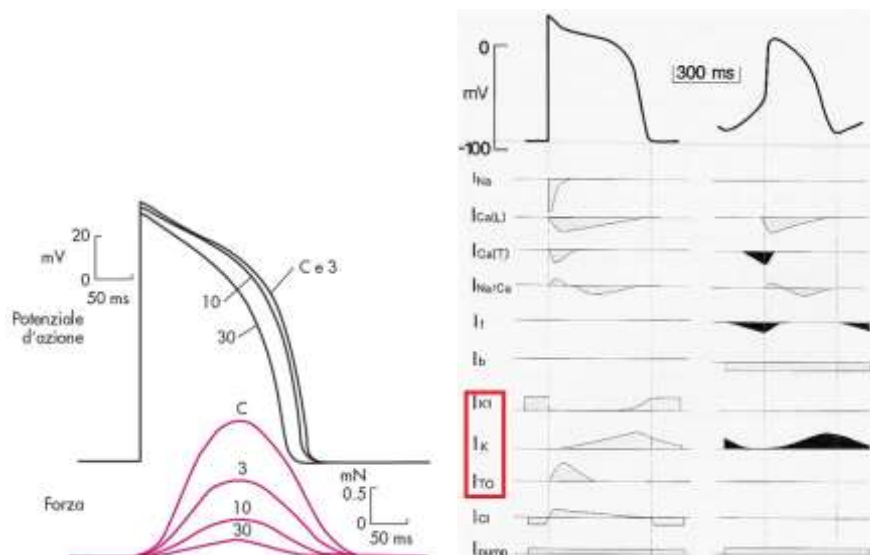 20
mV
0
50 ms
Potenziale
d'azione
C e 3
10
30
C
3
10
30
Forza
mN
0.5
0
50 ms
0
mV
-100
300 ms
INa
ICa(L)
ICa(T)
INa/Ca
If
Ib
IK1
IK
ITO
ICl
Ipump